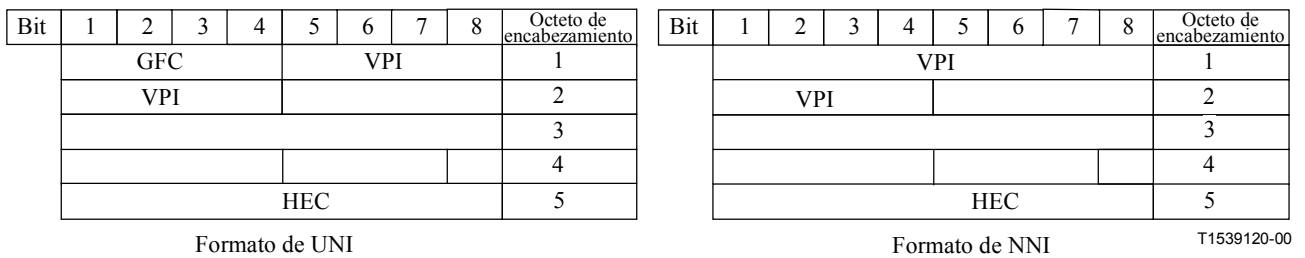 Bit 1 2 3 4 5 6 7 8 Octeto de encabezamiento
GFC VPI 1
VPI 2
3
4
HEC 5
Formato de UNI
Bit 1 2 3 4 5 6 7 8 Octeto de encabezamiento
VPI 1
VPI 2
3
4
HEC 5
Formato de NNI
T1539120-00